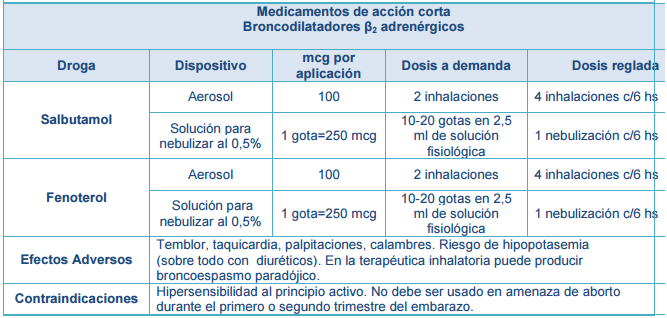 Medicamentos de acción corta
Broncodilatadores β₂ adrenérgicos
Droga Dispositivo mcg por aplicación Dosis a demanda Dosis reglada
Salbutamol
Aerosol 100 2 inhalaciones 4 inhalaciones c/6 hs
Solución para nebulizar al 0,5% 1 gota=250 mcg 10-20 gotas en 2,5 ml de solución fisiológica 1 nebulización c/6 hs
Fenoterol
Aerosol 100 2 inhalaciones 4 inhalaciones c/6 hs
Solución para nebulizar al 0,5% 1 gota=250 mcg 10-20 gotas en 2,5 ml de solución fisiológica 1 nebulización c/6 hs
Efectos Adversos
Temblor, taquicardia, palpitaciones, calambres. Riesgo de hipopotasemia
(sobre todo con diuréticos). En la terapéutica inhalatoria puede producir
broncoespasmo paradójico.
Contraindicaciones
Hipersensibilidad al principio activo. No debe ser usado en amenaza de aborto
durante el primero o segundo trimestre del embarazo.